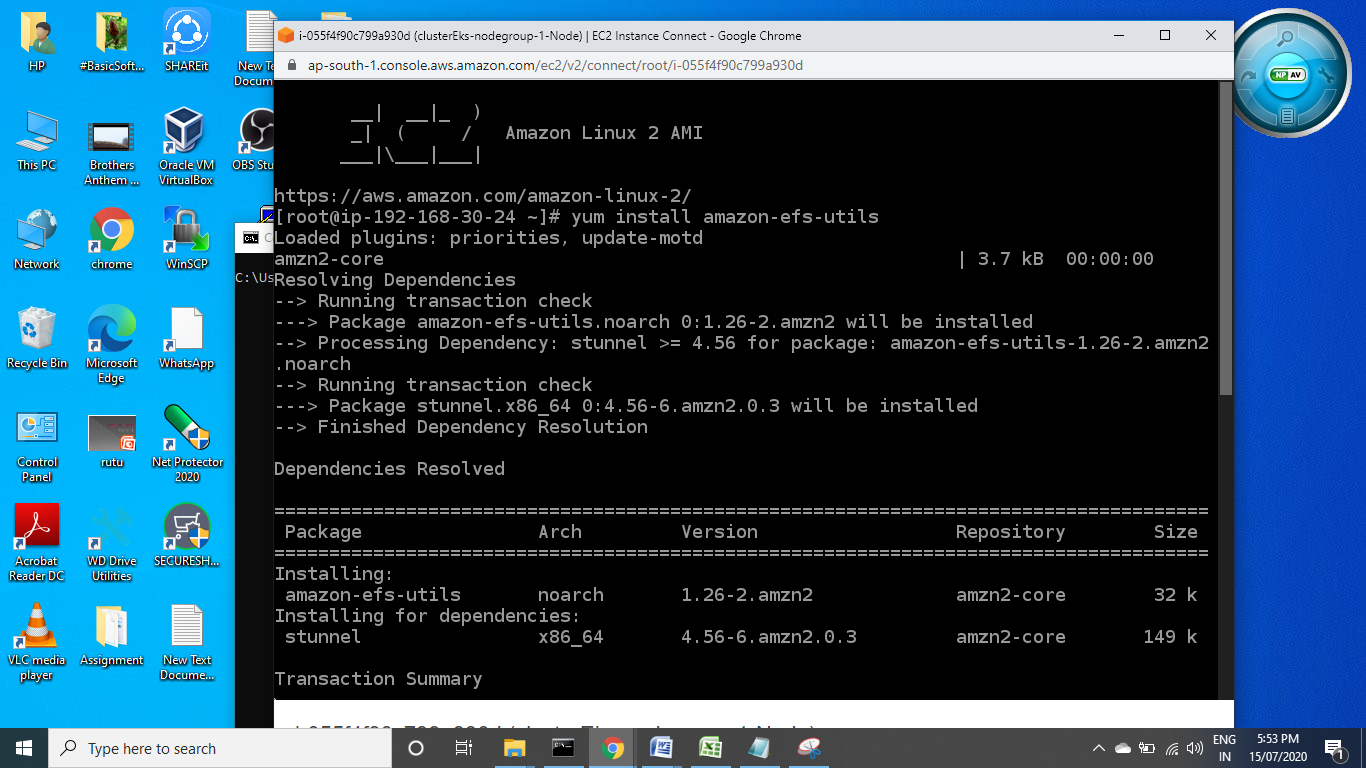 i-055f4f90c799a930d (clusterEks-nodegroup-1-Node) | EC2 Instance Connect - Google Chrome
ap-south-1.console.aws.amazon.com/ec2/v2/connect/root/i-055f4f90c799a930d
Amazon Linux 2 AMI
https://aws.amazon.com/amazon-linux-2/
[root@ip-192-168-30-24 ~]# yum install amazon-efs-utils
Loaded plugins: priorities, update-motd
amzn2-core | 3.7 kB 00:00:00
Resolving Dependencies
--> Running transaction check
---> Package amazon-efs-utils.noarch 0:1.26-2.amzn2 will be installed
--> Processing Dependency: stunnel >= 4.56 for package: amazon-efs-utils-1.26-2.amzn2
.noarch
--> Running transaction check
---> Package stunnel.x86_64 0:4.56-6.amzn2.0.3 will be installed
--> Finished Dependency Resolution
Dependencies Resolved
Package Arch Version Repository Size
Installing:
amazon-efs-utils noarch 1.26-2.amzn2 amzn2-core 32 k
Installing for dependencies:
stunnel x86_64 4.56-6.amzn2.0.3 amzn2-core 149 k
Transaction Summary
HP
#BasicSoft...
SHAREit
New Te
Docum
This PC
Brothers
Anthem ...
Oracle VM
VirtualBox
OBS Stu
Network
chrome
WinSCP
C:\Us
Recycle Bin
Microsoft
Edge
WhatsApp
Control
Panel
rutu
Net Protector
2020
Acrobat
Reader DC
WD Drive
Utilities
SECURESH...
VLC media
player
Assignment
New Text
Docume...
NP AV
Type here to search
ENG
IN
5:53 PM
15/07/2020
1